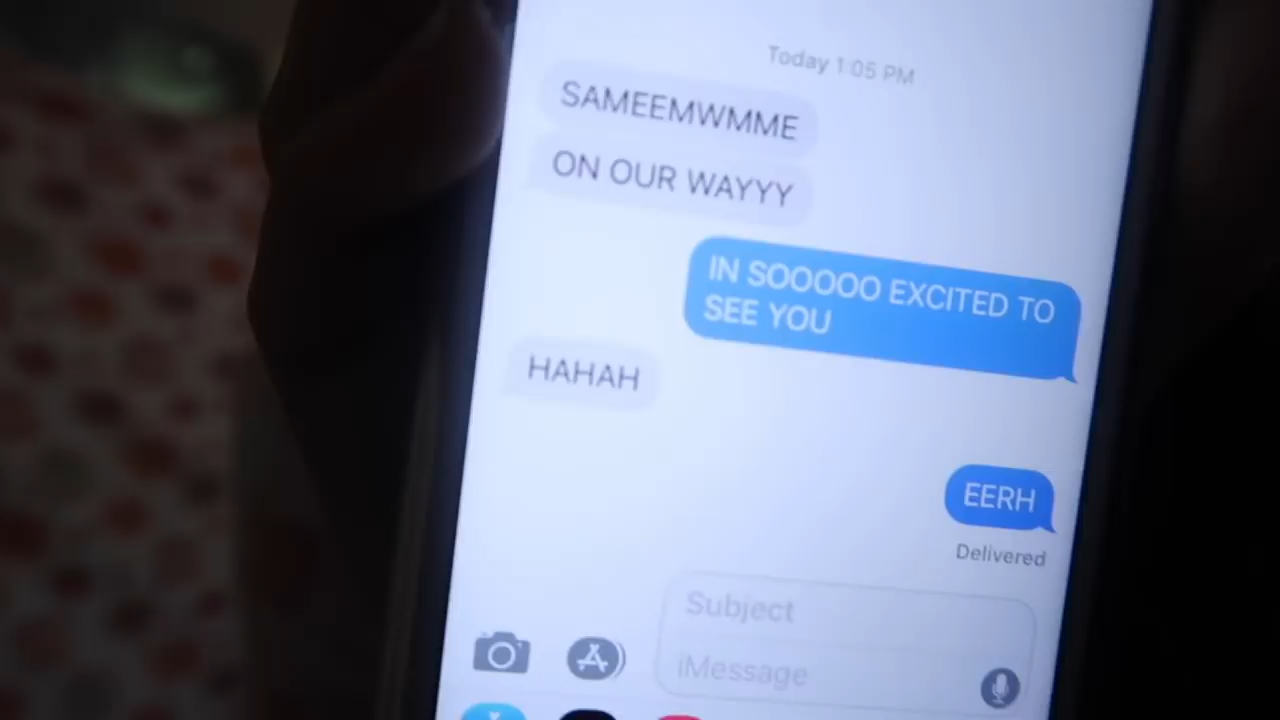 Today 1:05 PM
SAMEEMWMME
ON OUR WAYYY
IN SOOOOO EXCITED TO
SEE YOU
HAHAH
EERH
Delivered
Subject
iMessage